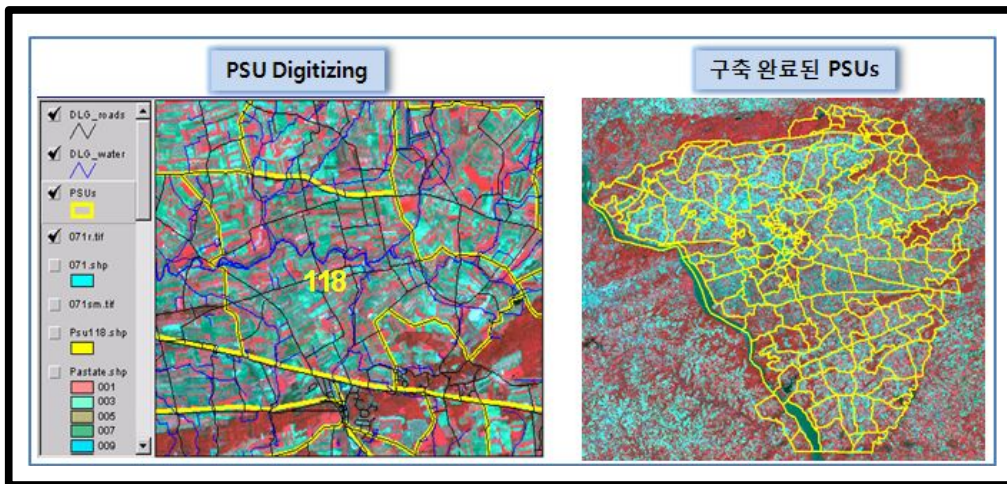 PSU Digitizing
구축 완료된 PSUs
DLG_roads
DLG_water
PSUs
071r.tif
071.shp
071sm.tif
Psu118.shp
Pastate.shp
001
003
005
007
009
118